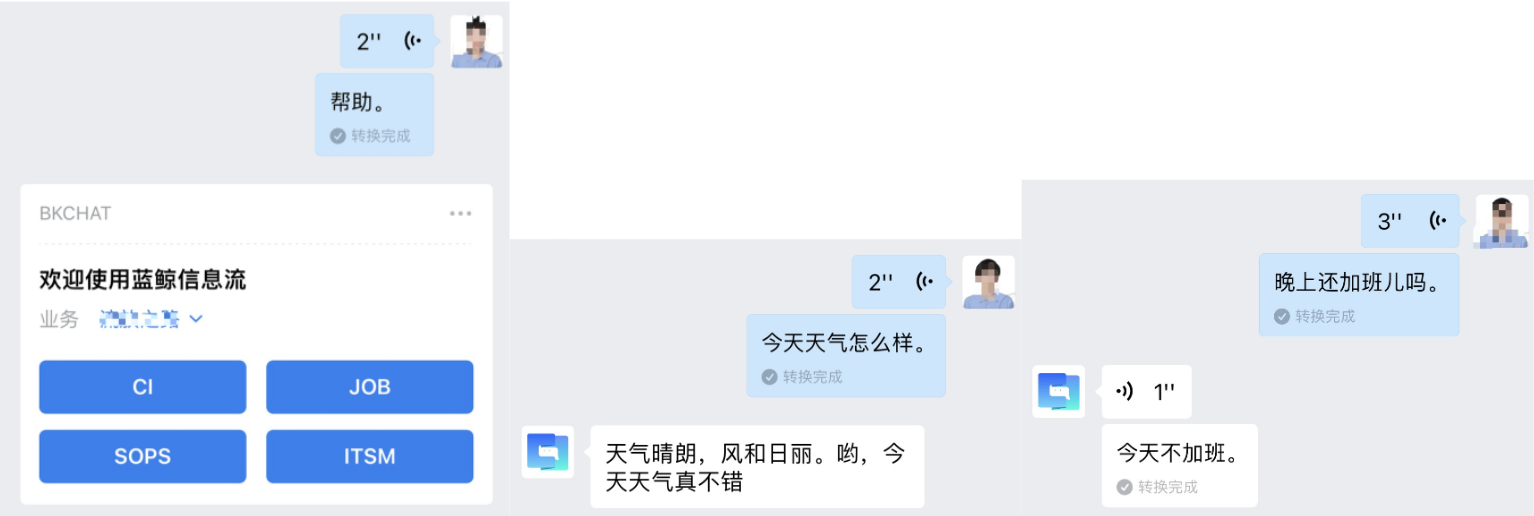 2''
帮助。
转换完成
BKCHAT
欢迎使用蓝鲸信息流
业务
CI
JOB
SOPS
ITSM
2''
今天天气怎么样。
转换完成
天气晴朗，风和日丽。哟，今
天天气真不错
3''
晚上还加班儿吗。
转换完成
1''
今天不加班。
转换完成